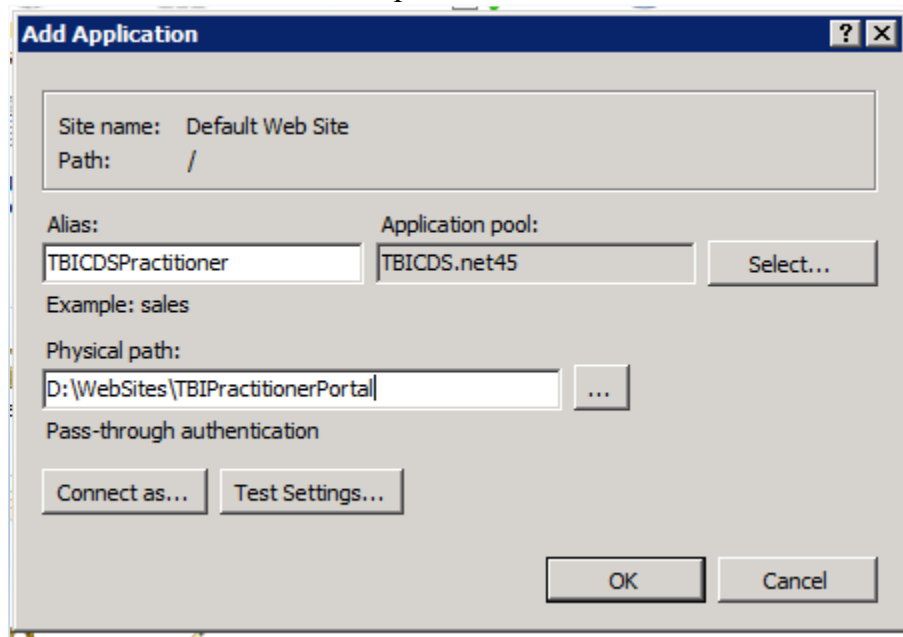 Add Application
Site name: Default Web Site
Path: /
Alias: Application pool:
TBICDSPractitioner TBICDS.net45 Select...
Example: sales
Physical path:
D:\WebSites\TBIPractitionerPortal ...
Pass-through authentication
Connect as... Test Settings...
OK Cancel